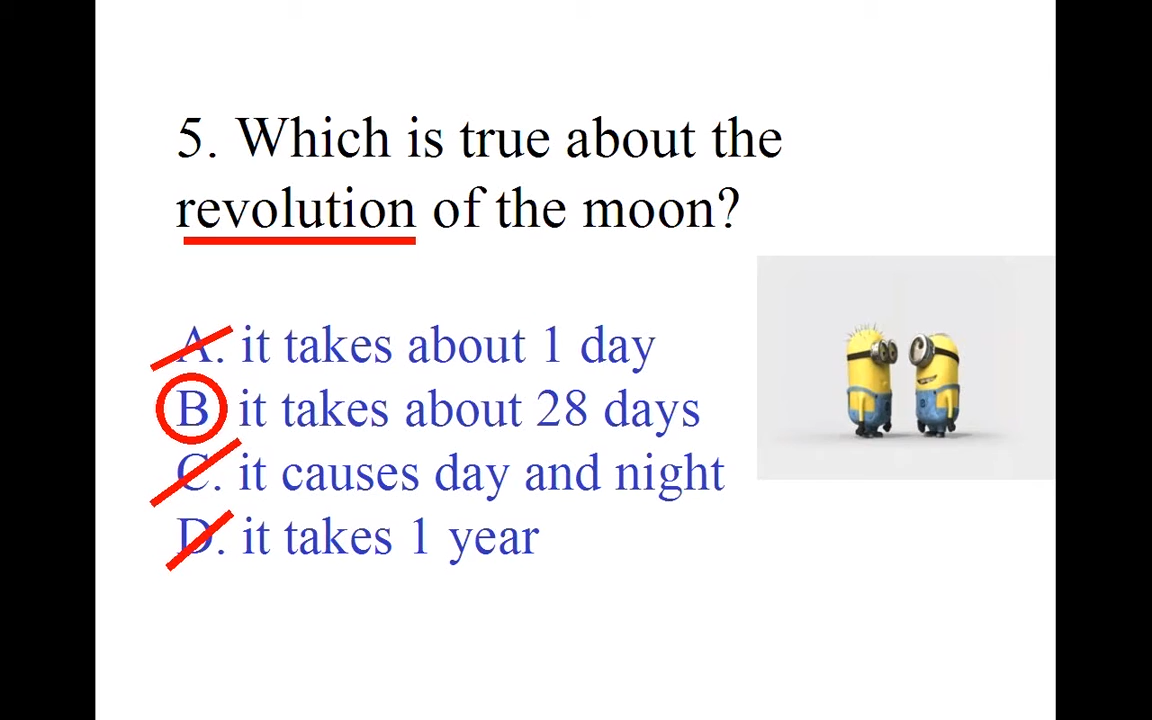 5. Which is true about the
revolution of the moon?
A. it takes about 1 day
B. it takes about 28 days
C. it causes day and night
D. it takes 1 year